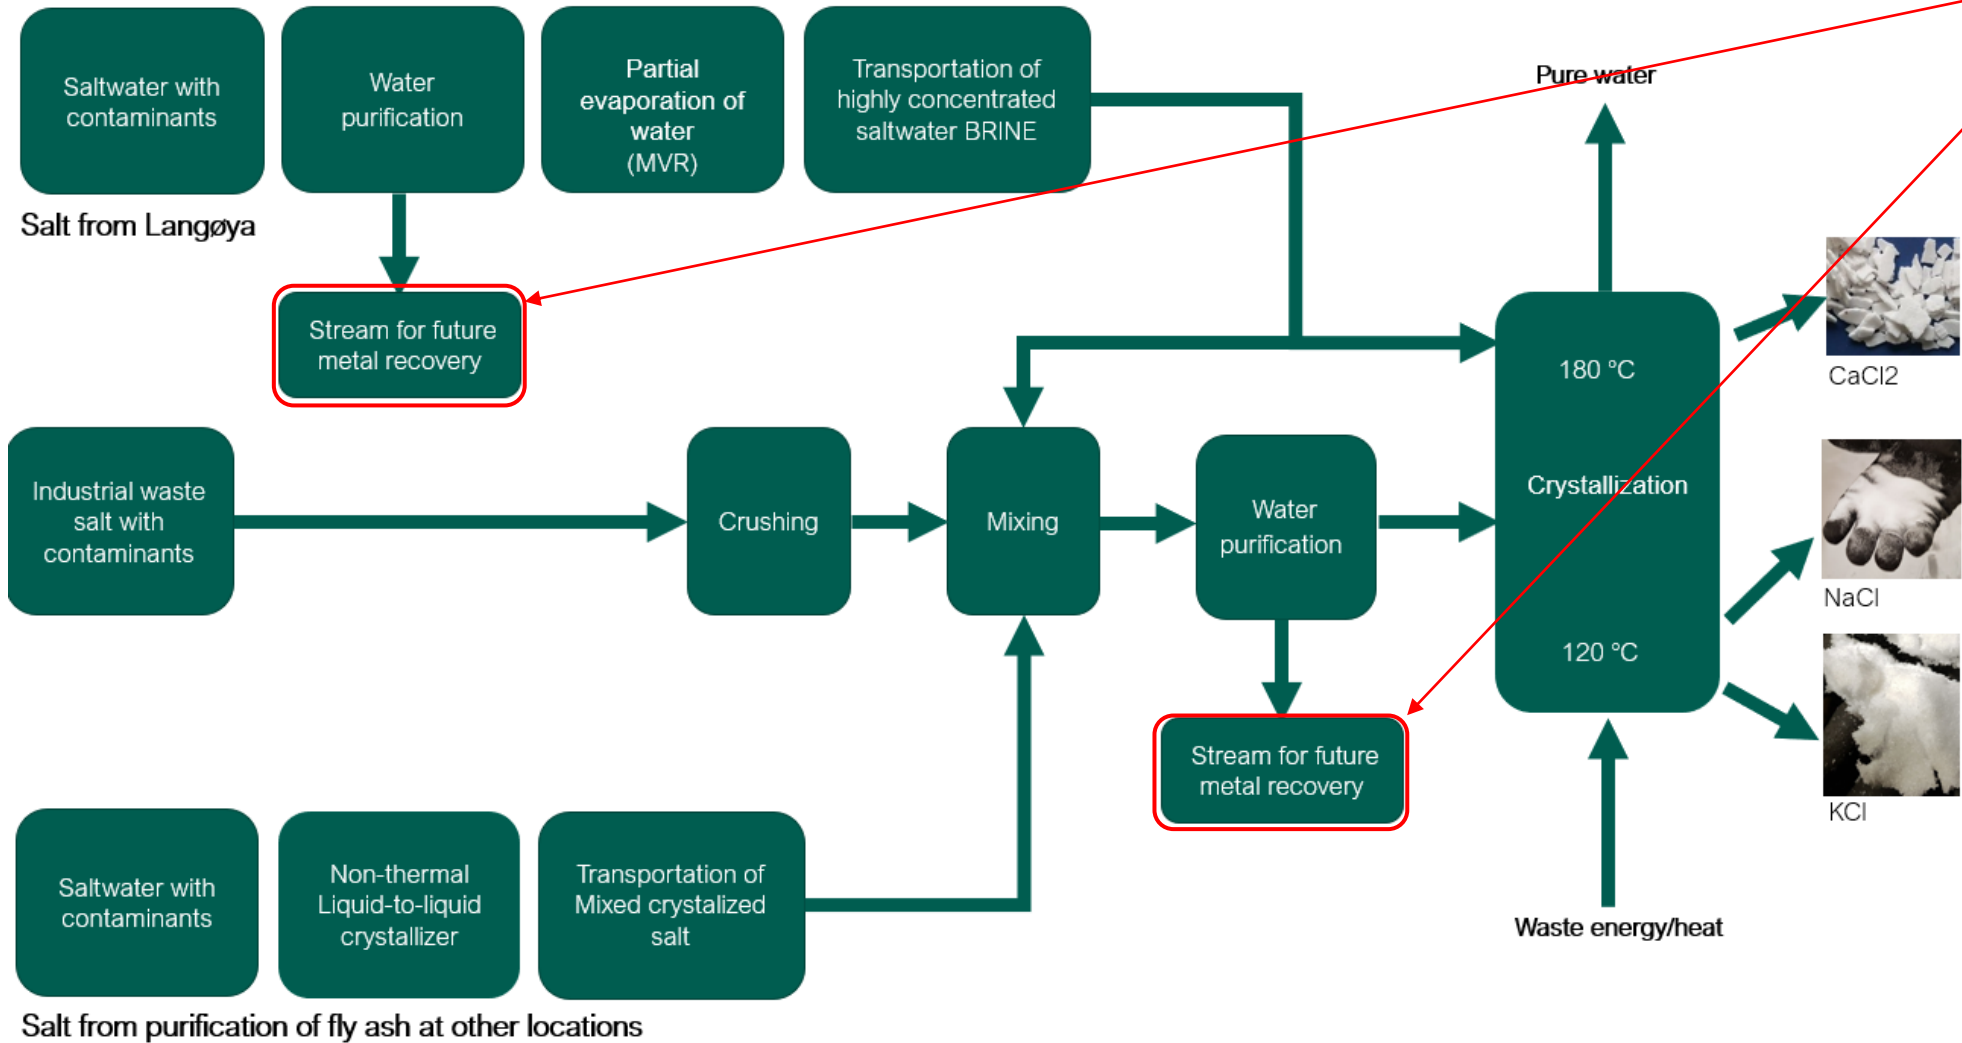 Saltwater with
contaminants
Water
purification
Partial
evaporation of
water
(MVR)
Transportation of
highly concentrated
saltwater BRINE
Pure water
Salt from Langøya
Stream for future
metal recovery
180 °C
CaCl2
Industrial waste
salt with
contaminants
Crushing
Mixing
Water
purification
Crystallization
NaCl
120 °C
Stream for future
metal recovery
KCl
Saltwater with
contaminants
Non-thermal
Liquid-to-liquid
crystallizer
Transportation of
Mixed crystalized
salt
Waste energy/heat
Salt from purification of fly ash at other locations